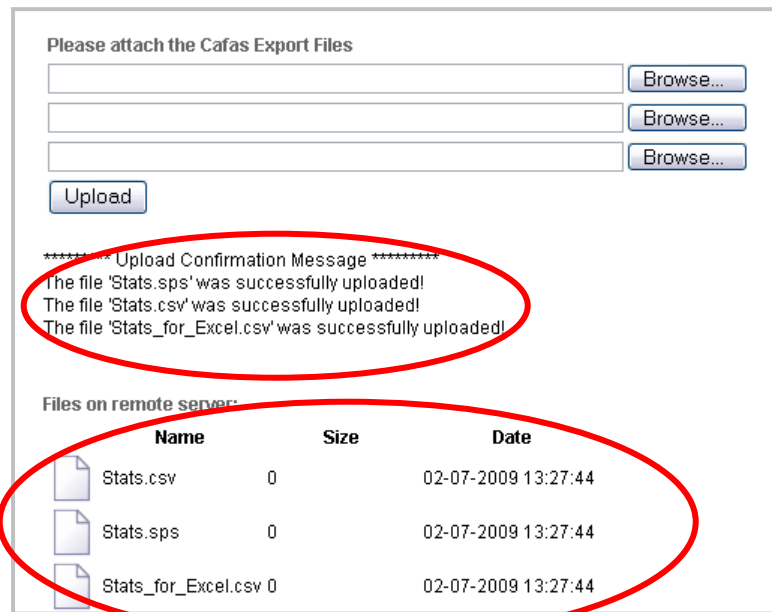 Please attach the Cafas Export Files
Browse...
Browse...
Browse...
Upload
********* Upload Confirmation Message *********
The file 'Stats.sps' was successfully uploaded!
The file 'Stats.csv' was successfully uploaded!
The file 'Stats_for_Excel.csv' was successfully uploaded!
Files on remote server:
Name Size Date
Stats.csv 0 02-07-2009 13:27:44
Stats.sps 0 02-07-2009 13:27:44
Stats_for_Excel.csv 0 02-07-2009 13:27:44